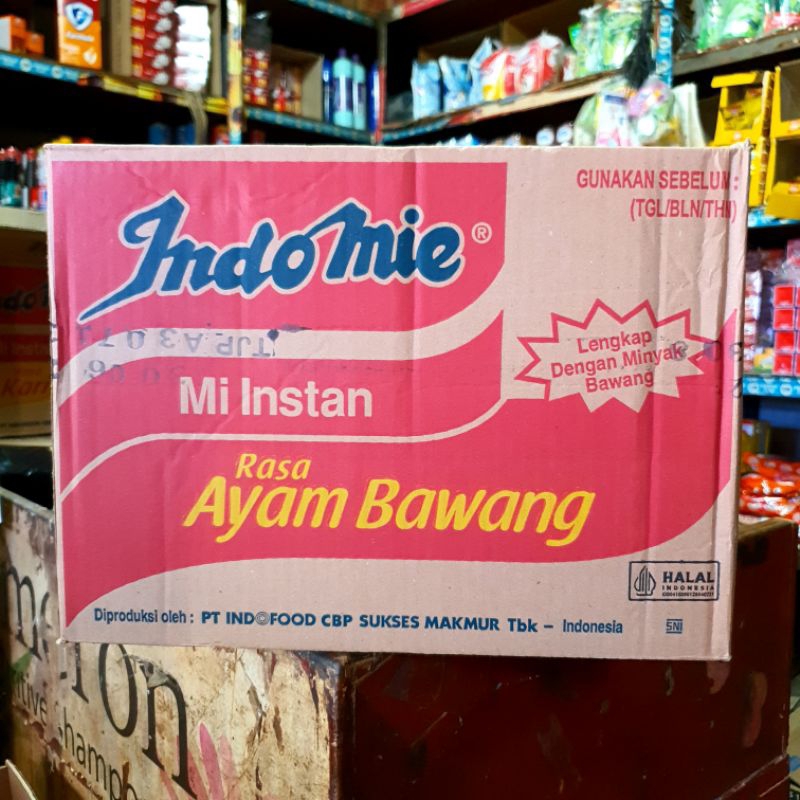 Indomie®
GUNAKAN SEBELUM :
(TGL/BLN/THN)
Lengkap
Dengan Minyak
Bawang
Mi Instan
Rasa
Ayam Bawang
HALAL
INDONESIA
Diproduksi oleh : PT INDOFOOD CBP SUKSES MAKMUR Tbk – Indonesia
SNI